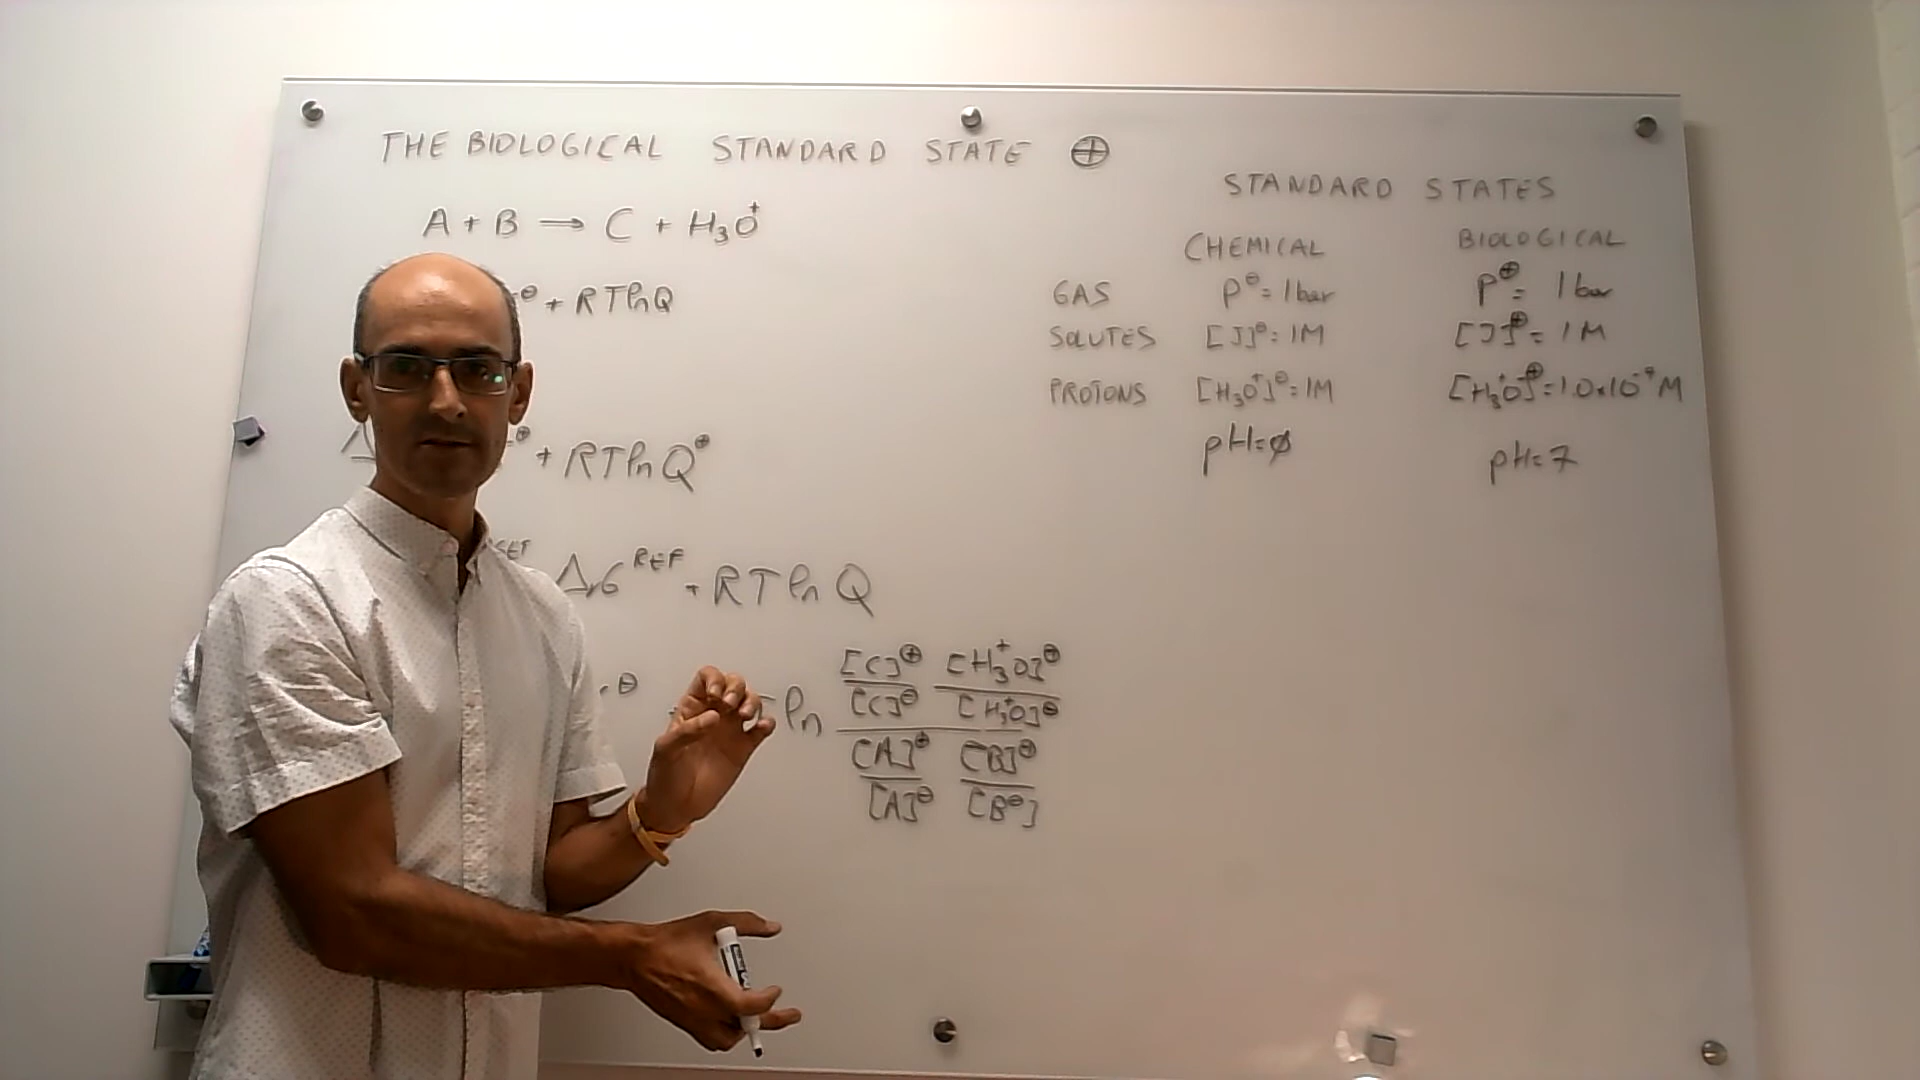 THE BIOLOGICAL STANDARD STATE ⊕
A + B → C + H₃O⁺
⊖ + RTlnQ
Δ ⊕ + RTlnQ^⊕
ΔrG^REF + RT ln Q
⊖ ln
[C]^⊕ [H₃O⁺]^⊕
[C]^⊖ [H₃O⁺]^⊖
[A]^⊕ [B]^⊕
[A]^⊖ [B^⊖]
STANDARD STATES
CHEMICAL BIOLOGICAL
GAS P^⊖ = 1 bar P^⊕ = 1 bar
SOLUTES [J]^⊖ = 1M [J]^⊕ = 1M
PROTONS [H₃O⁺]^⊖ = 1M [H₃O⁺]^⊕ = 1.0×10⁻⁷ M
pH=0 pH=7